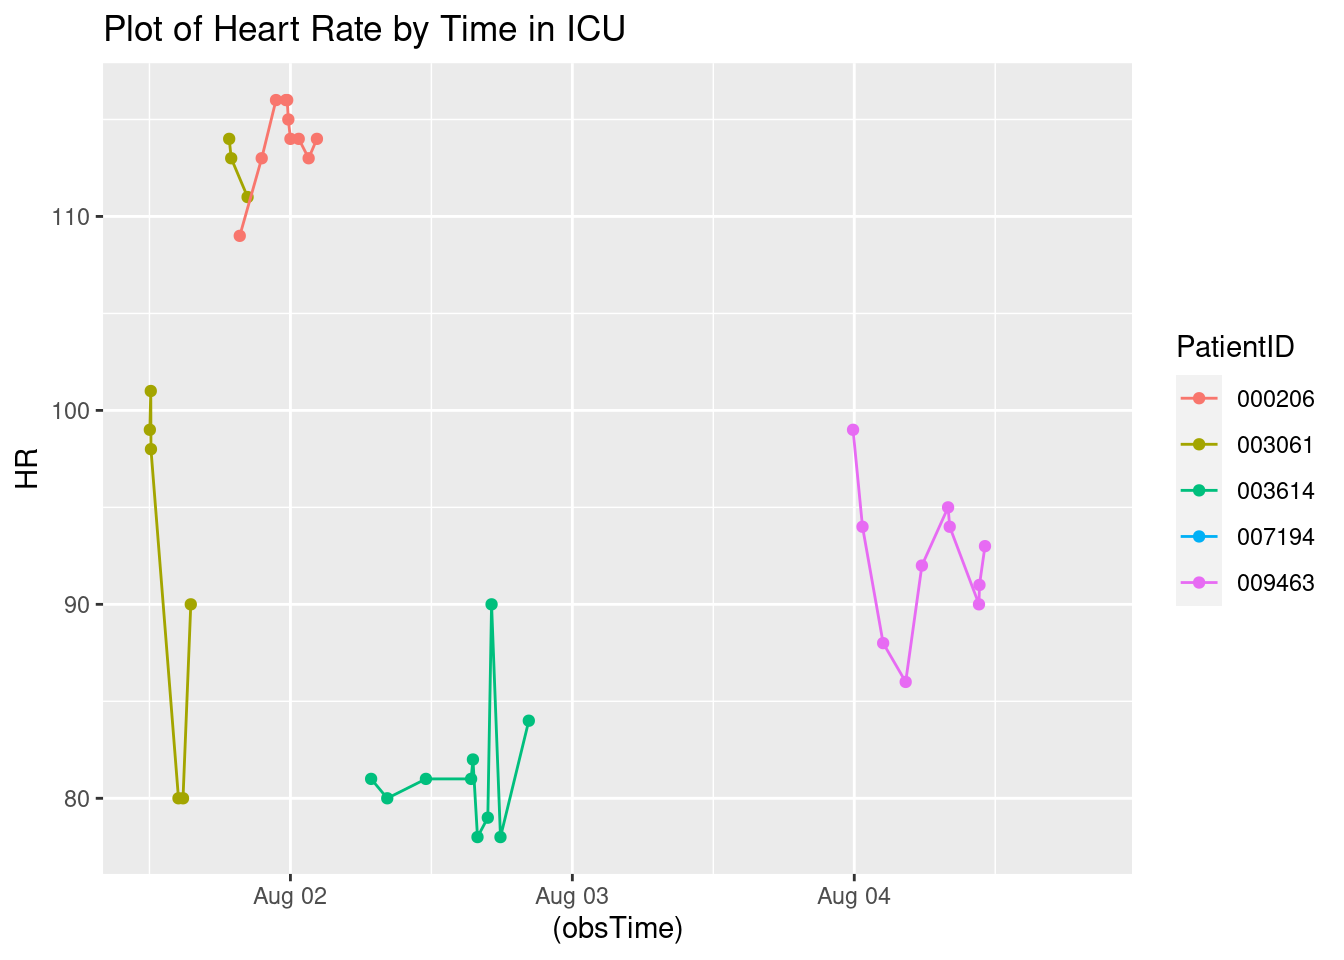 Plot of Heart Rate by Time in ICU
110
100
90
80
HR
Aug 02
Aug 03
Aug 04
(obsTime)
PatientID
000206
003061
003614
007194
009463